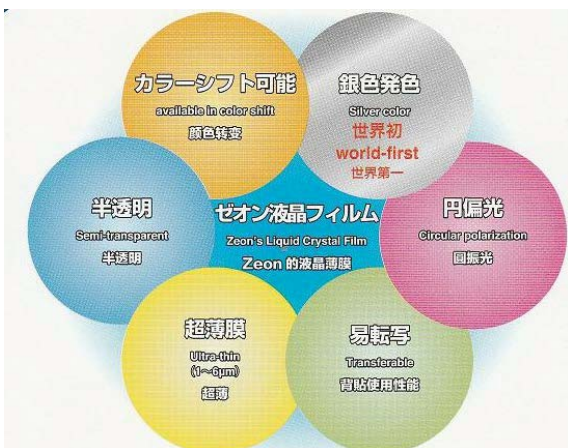 カラーシフト可能
available in color shift
颜色转变
銀色発色
Silver color
世界初
world-first
世界第一
半透明
Semi-transparent
半透明
ゼオン液晶フィルム
Zeon's Liquid Crystal Film
Zeon 的液晶薄膜
円偏光
Circular polarization
圓振光
超薄膜
Ultra-thin
(1～6μm)
超薄
易転写
Transferable
背貼使用性能